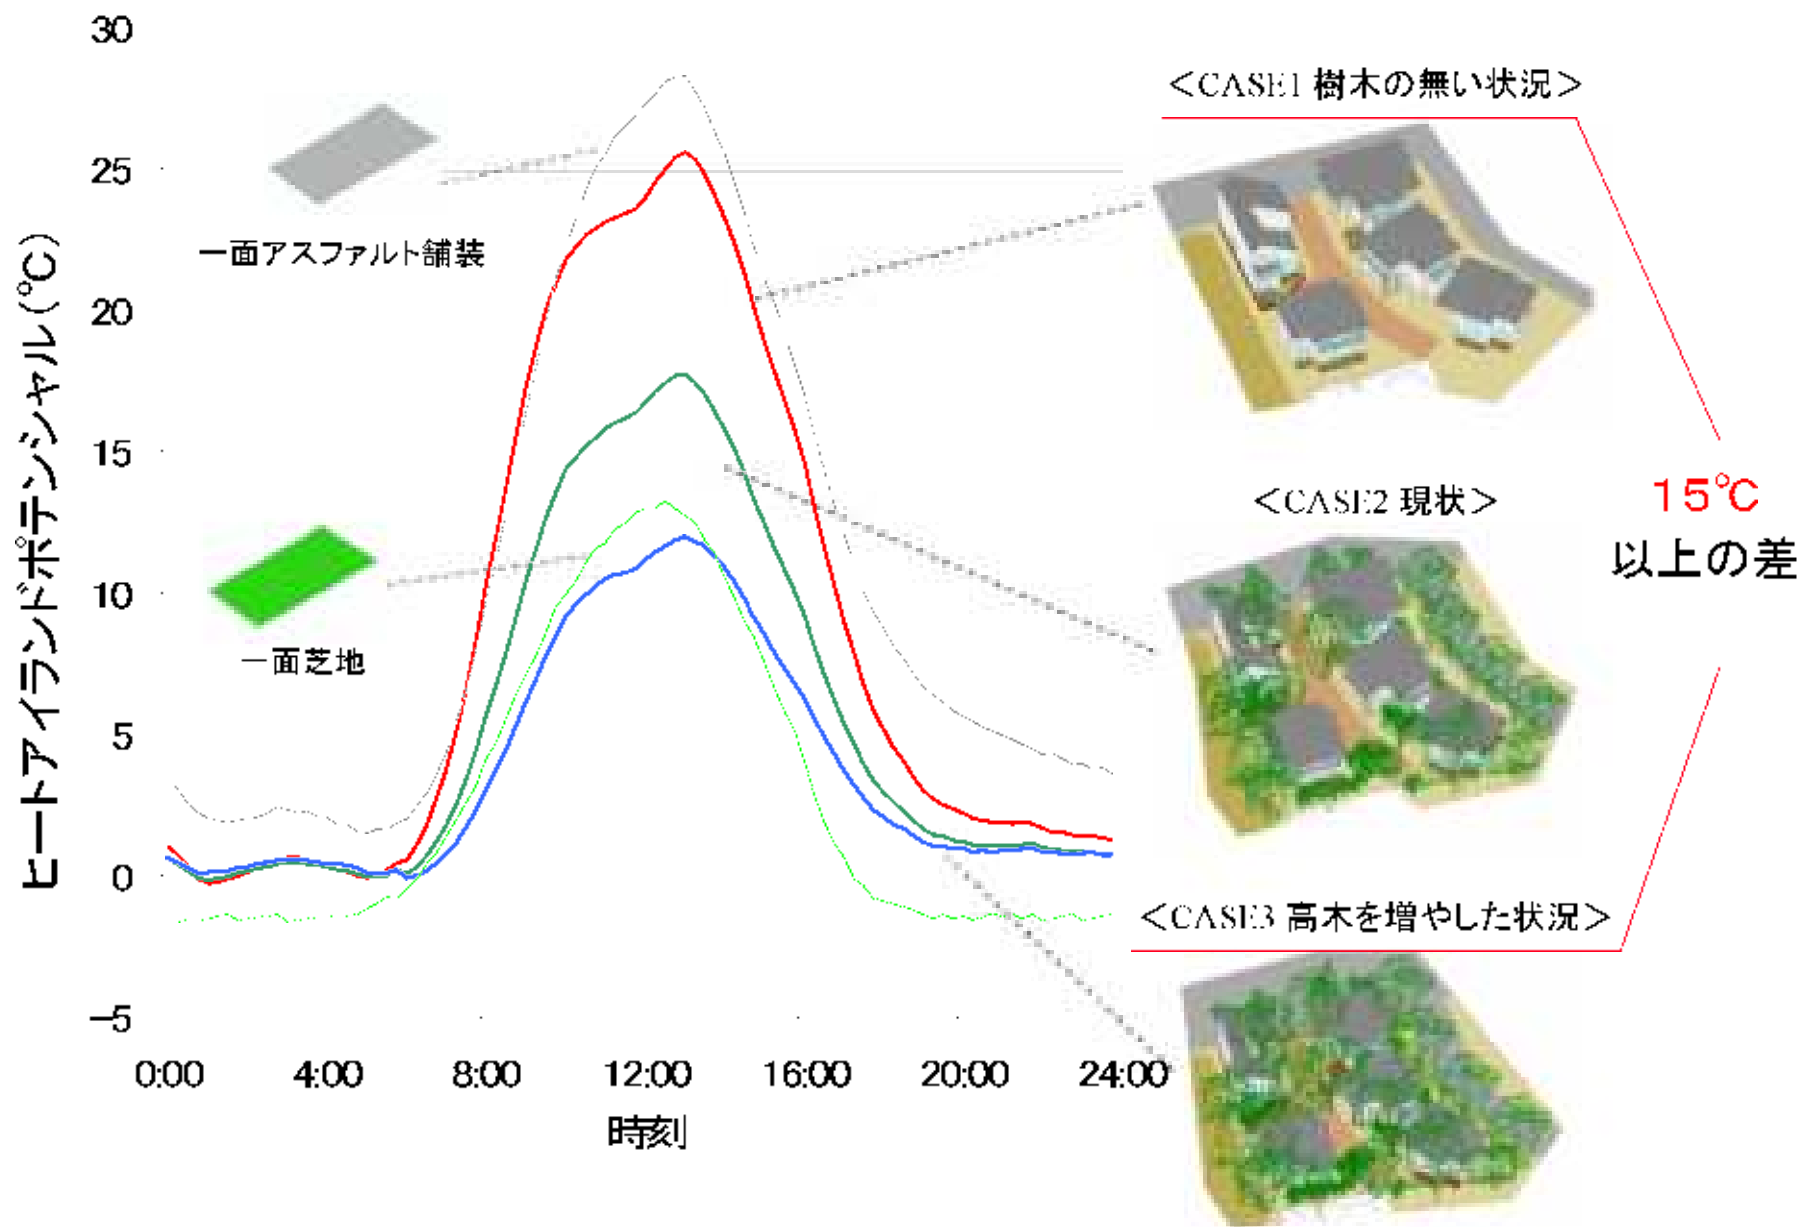 ヒートアイランドポテンシャル(℃)
30
25
20
15
10
5
0
−5
0:00 4:00 8:00 12:00 16:00 20:00 24:00
時刻
一面アスファルト舗装
一面芝地
＜CASE1 樹木の無い状況＞
＜CASE2 現状＞
＜CASE3 高木を増やした状況＞
15℃
以上の差